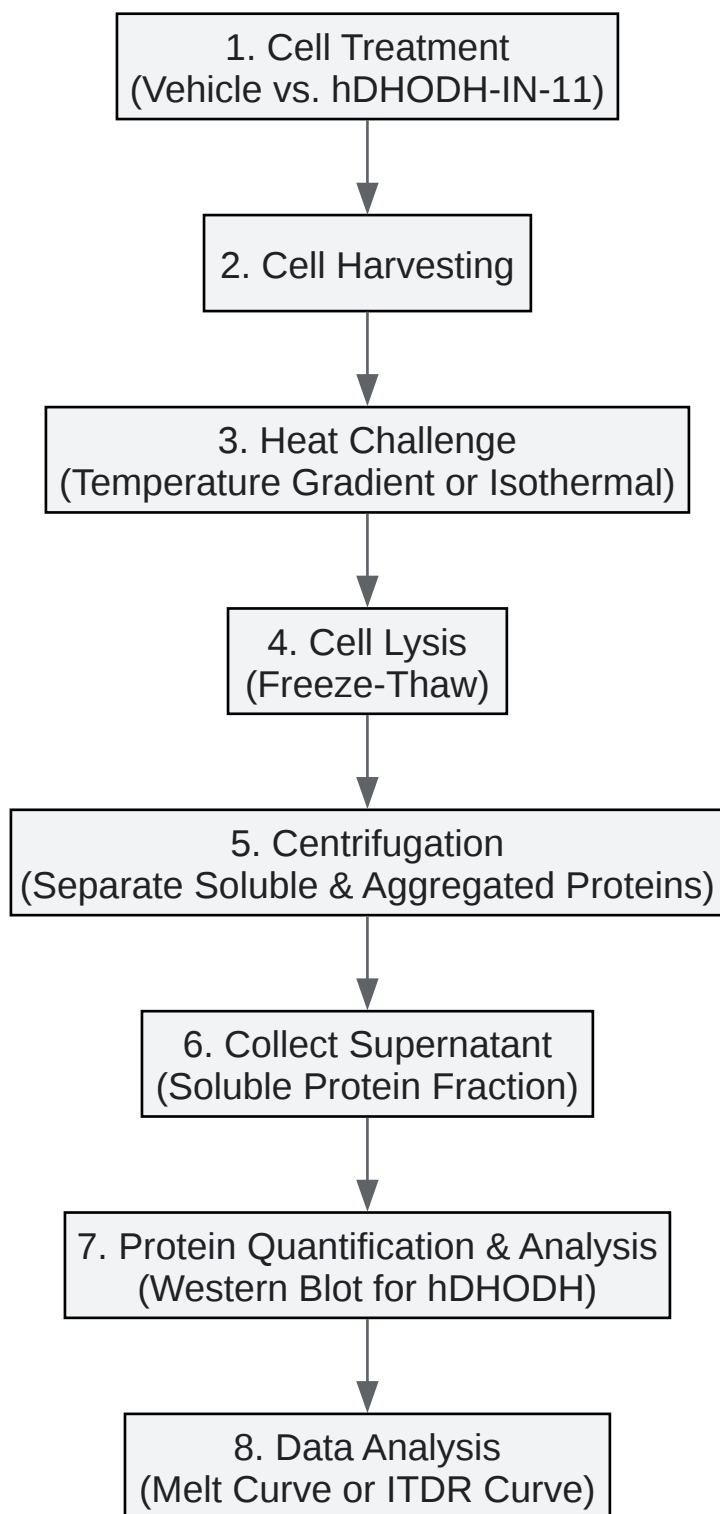 1. Cell Treatment
(Vehicle vs. hDHODH-IN-11)
2. Cell Harvesting
3. Heat Challenge
(Temperature Gradient or Isothermal)
4. Cell Lysis
(Freeze-Thaw)
5. Centrifugation
(Separate Soluble & Aggregated Proteins)
6. Collect Supernatant
(Soluble Protein Fraction)
7. Protein Quantification & Analysis
(Western Blot for hDHODH)
8. Data Analysis
(Melt Curve or ITDR Curve)